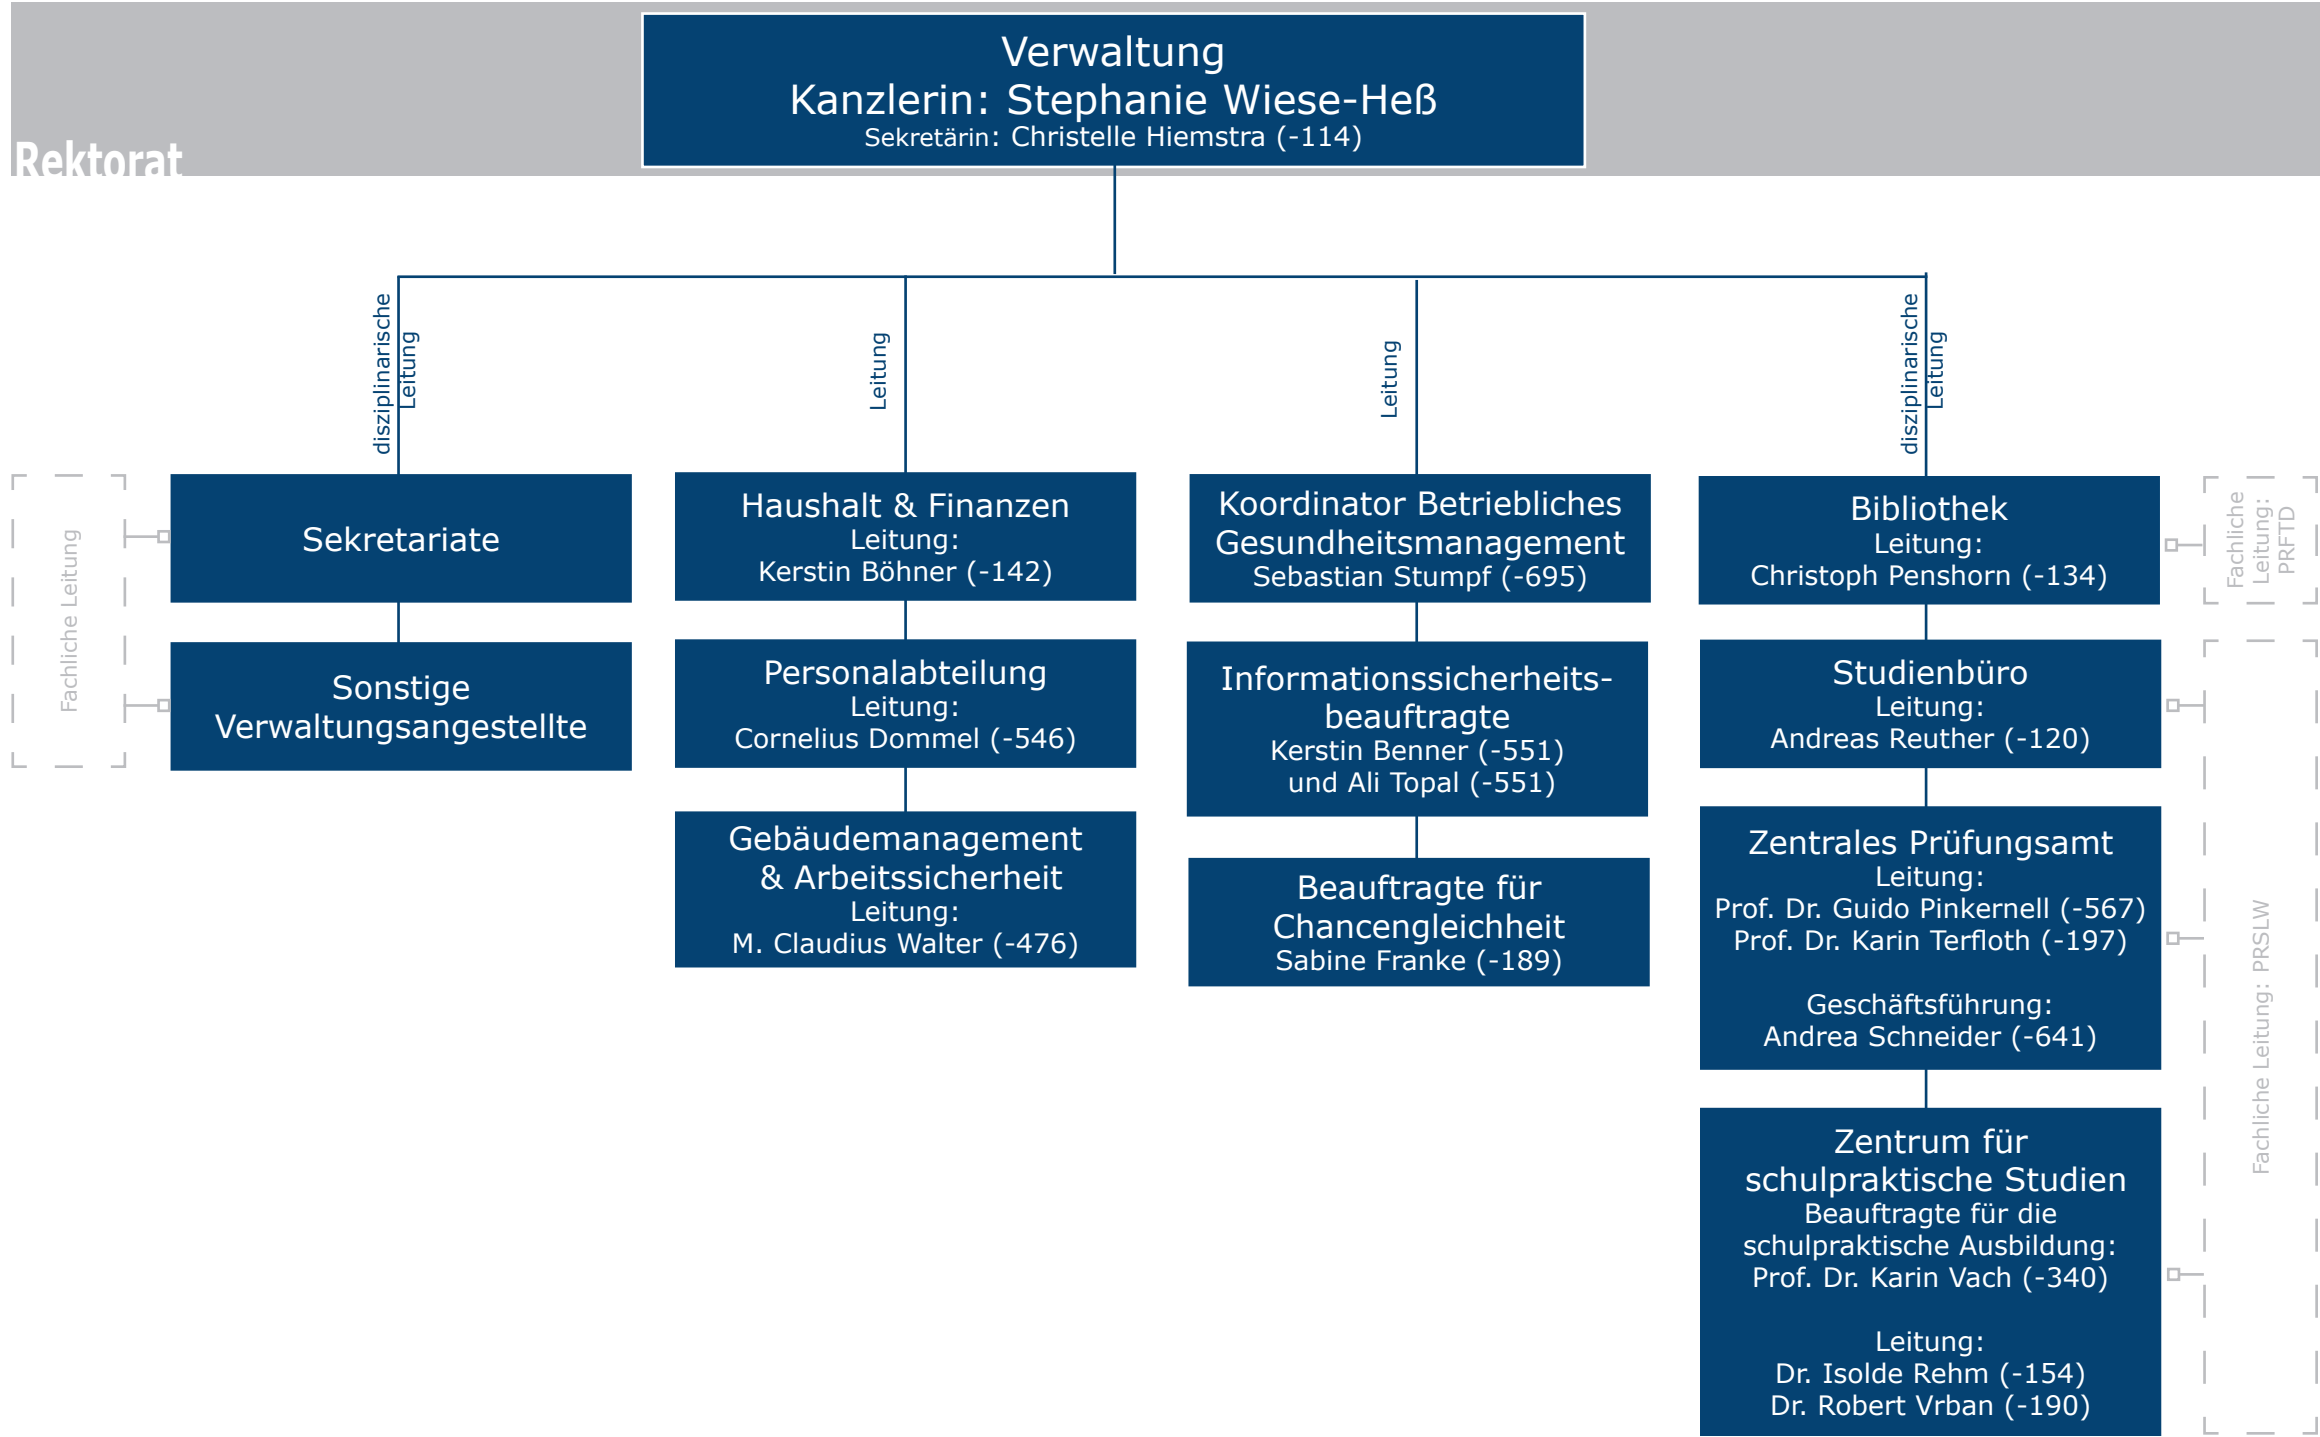 Verwaltung
Kanzlerin: Stephanie Wiese-Heß
Sekretärin: Christelle Hiemstra (-114)
Rektorat
disziplinarische
Leitung
Leitung
Leitung
disziplinarische
Leitung
Fachliche Leitung
Sekretariate
Sonstige
Verwaltungsangestellte
Haushalt & Finanzen
Leitung:
Kerstin Böhner (-142)
Personalabteilung
Leitung:
Cornelius Dommel (-546)
Gebäudemanagement
& Arbeitssicherheit
Leitung:
M. Claudius Walter (-476)
Koordinator Betriebliches
Gesundheitsmanagement
Sebastian Stumpf (-695)
Informationssicherheits-
beauftragte
Kerstin Benner (-551)
und Ali Topal (-551)
Beauftragte für
Chancengleichheit
Sabine Franke (-189)
Bibliothek
Leitung:
Christoph Penshorn (-134)
Studienbüro
Leitung:
Andreas Reuther (-120)
Zentrales Prüfungsamt
Leitung:
Prof. Dr. Guido Pinkernell (-567)
Prof. Dr. Karin Terfloth (-197)
Geschäftsführung:
Andrea Schneider (-641)
Zentrum für
schulpraktische Studien
Beauftragte für die
schulpraktische Ausbildung:
Prof. Dr. Karin Vach (-340)
Leitung:
Dr. Isolde Rehm (-154)
Dr. Robert Vrban (-190)
Fachliche
Leitung:
PRFTD
Fachliche Leitung: PRSLW